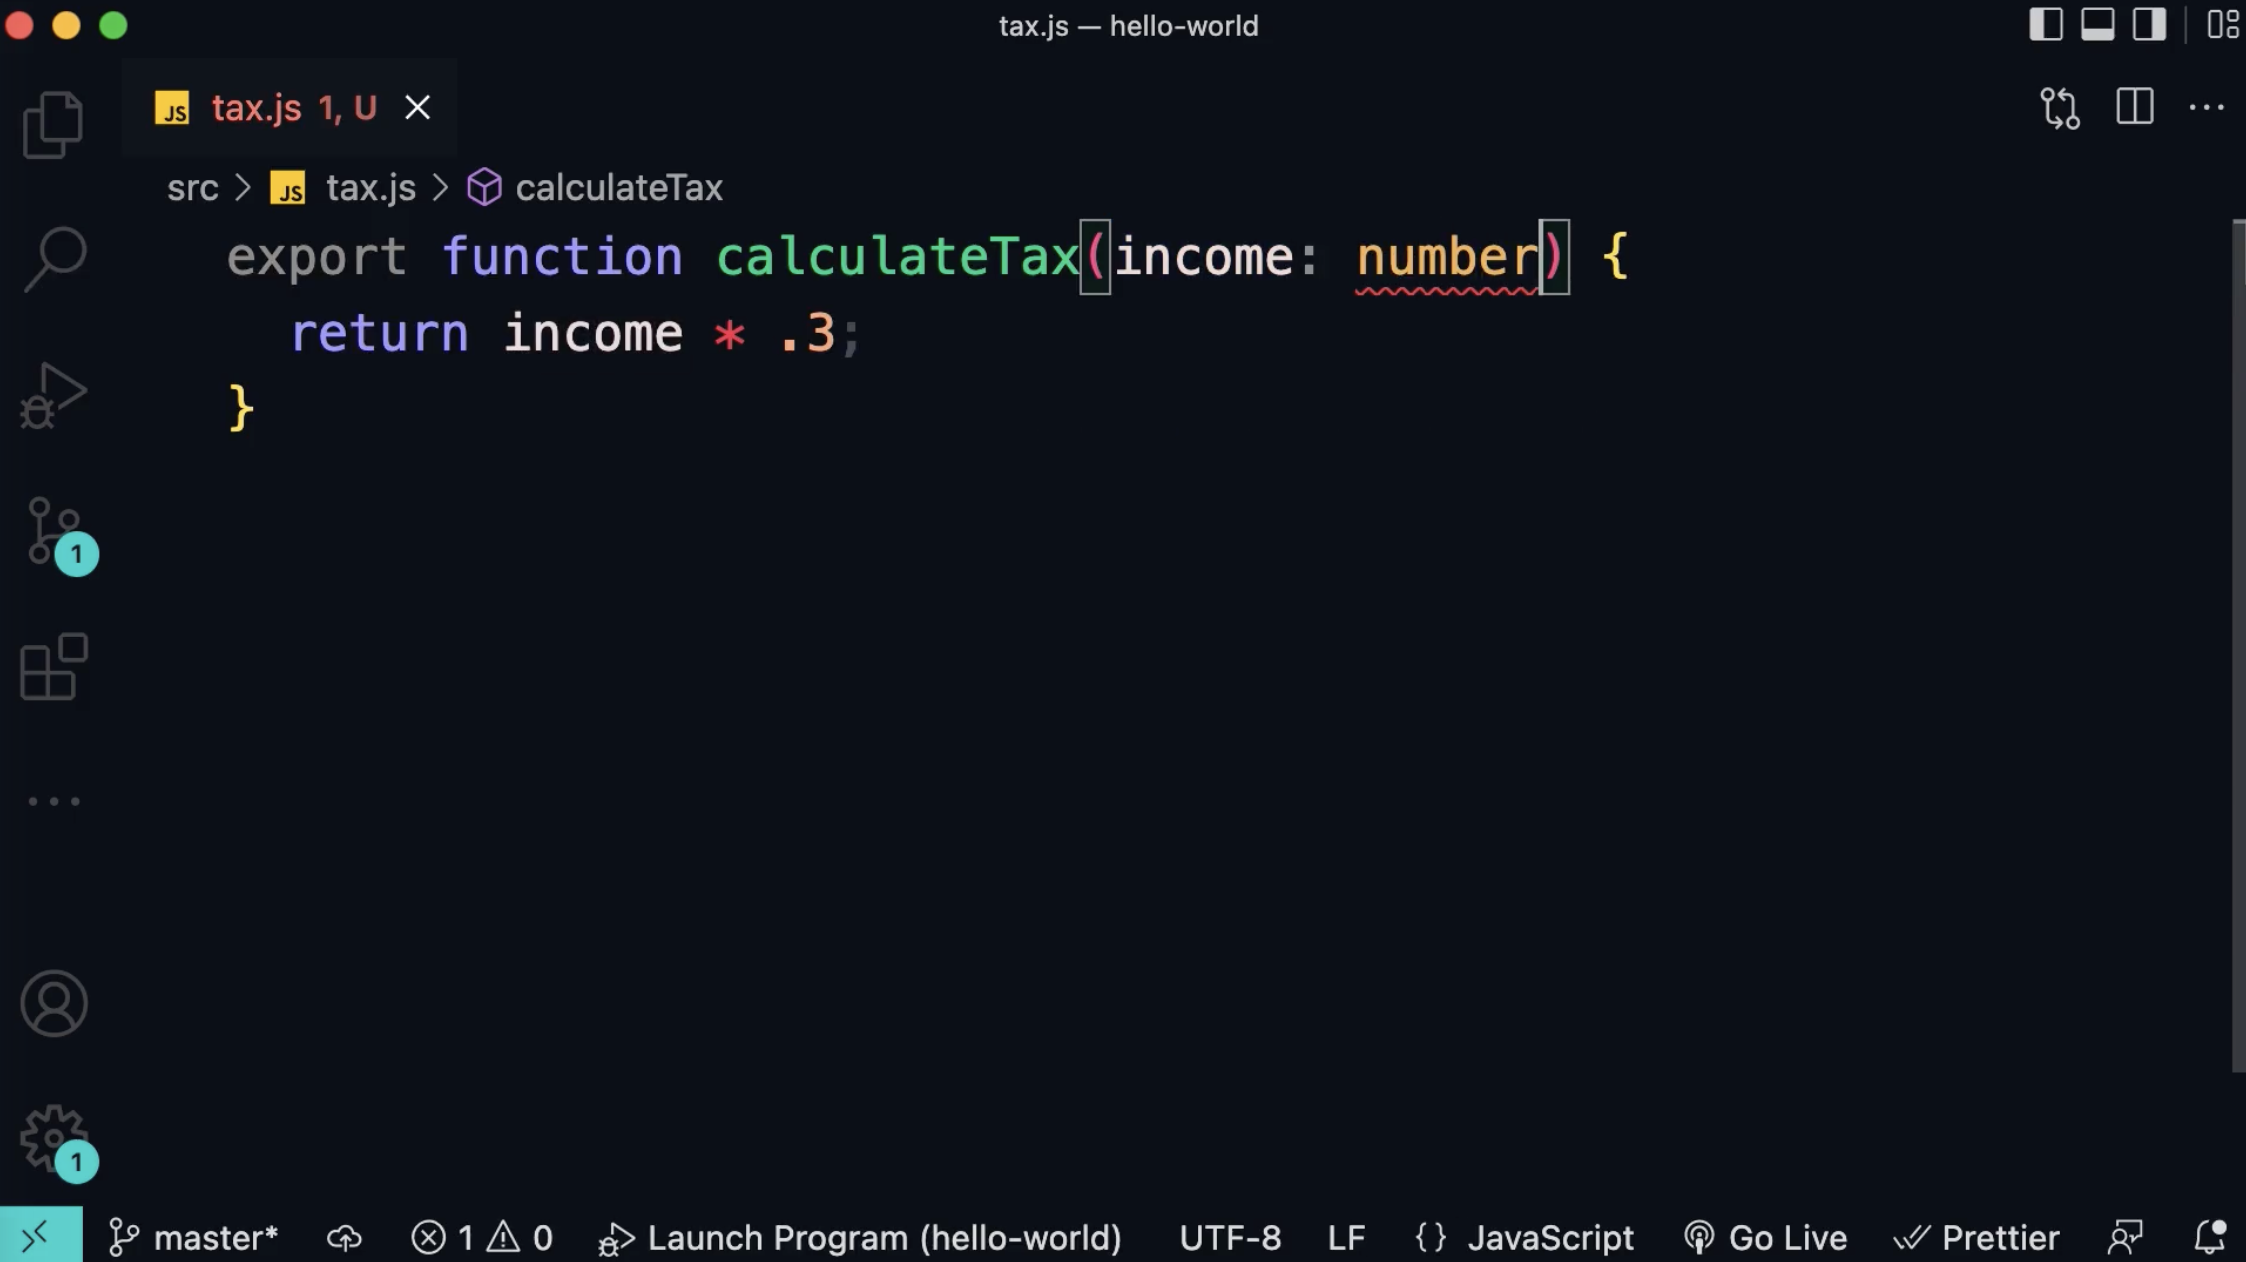 tax.js — hello-world
JS tax.js 1, U
src > JS tax.js > calculateTax
export function calculateTax(income: number) {
return income * .3;
}
1
1
master* 1 0 Launch Program (hello-world) UTF-8 LF {} JavaScript Go Live Prettier